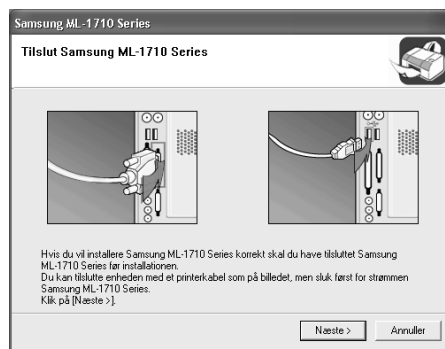 Samsung ML-1710 Series
Tilslut Samsung ML-1710 Series
Hvis du vil installere Samsung ML-1710 Series korrekt skal du have tilsluttet Samsung
ML-1710 Series før installationen.
Du kan tilslutte enheden med et printerkabel som på billedet, men sluk først for strømmen
Samsung ML-1710 Series.
Klik på [Næste >].
Næste >
Annuller